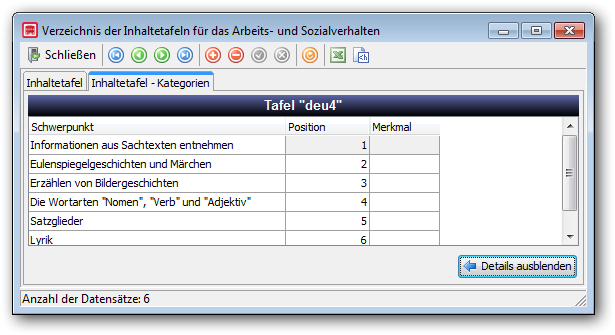 Verzeichnis der Inhaltetafeln für das Arbeits- und Sozialverhalten
Schließen
Inhaltetafel Inhaltetafel - Kategorien
Tafel "deu4"
Schwerpunkt Position Merkmal
Informationen aus Sachtexten entnehmen 1
Eulenspiegelgeschichten und Märchen 2
Erzählen von Bildergeschichten 3
Die Wortarten "Nomen", "Verb" und "Adjektiv" 4
Satzglieder 5
Lyrik 6
Details ausblenden
Anzahl der Datensätze: 6